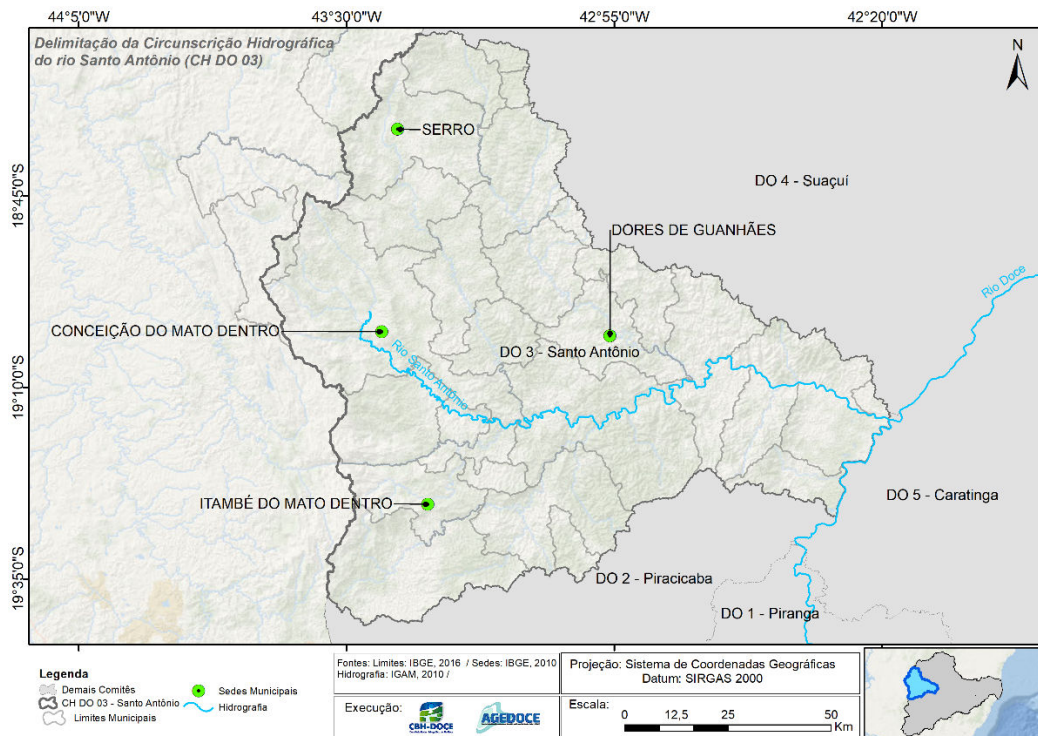 44°5'0"W
43°30'0"W
42°55'0"W
42°20'0"W
Delimitação da Circunscrição Hidrográfica
do rio Santo Antônio (CH DO 03)
N
SERRO
DO 4 - Suaçuí
18°45'0"S
DORES DE GUANHÃES
Rio Doce
CONCEIÇÃO DO MATO DENTRO
DO 3 - Santo Antônio
Rio Santo Antônio
19°10'0"S
ITAMBÉ DO MATO DENTRO
DO 5 - Caratinga
19°35'0"S
DO 2 - Piracicaba
DO 1 - Piranga
Legenda
Demais Comitês
CH DO 03 - Santo Antônio
Limites Municipais
Sedes Municipais
Hidrografia
Fontes: Limites: IBGE, 2016 / Sedes: IBGE, 2010
Hidrografia: IGAM, 2010 /
Execução:
CBH-DOCE
AGEDOCE
Projeção: Sistema de Coordenadas Geográficas
Datum: SIRGAS 2000
Escala:
0 12,5 25 50
Km